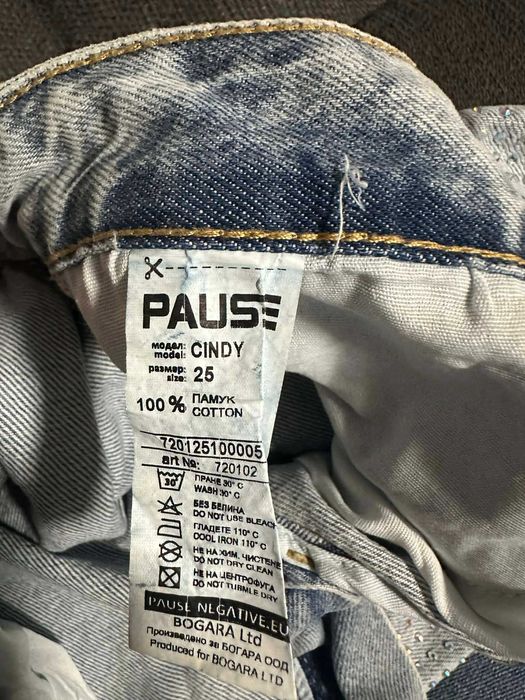 PAUSE
модел:
model: CINDY
размер:
size: 25
100 % ПАМУК
COTTON
720125100005
art №: 720102
30°
ПРАНЕ 30° C
WASH 30° C
БЕЗ БЕЛИНА
DO NOT USE BLEACH
ГЛАДЕТЕ 110° C
COOL IRON 110° C
НЕ НА ХИМ. ЧИСТЕНЕ
DO NOT DRY CLEAN
НЕ НА ЦЕНТРОФУГА
DO NOT TUMBLE DRY
PAUSE NEGATIVE.EU
BOGARA Ltd
Произведено за БОГАРА ООД
Produced for BOGARA LTD